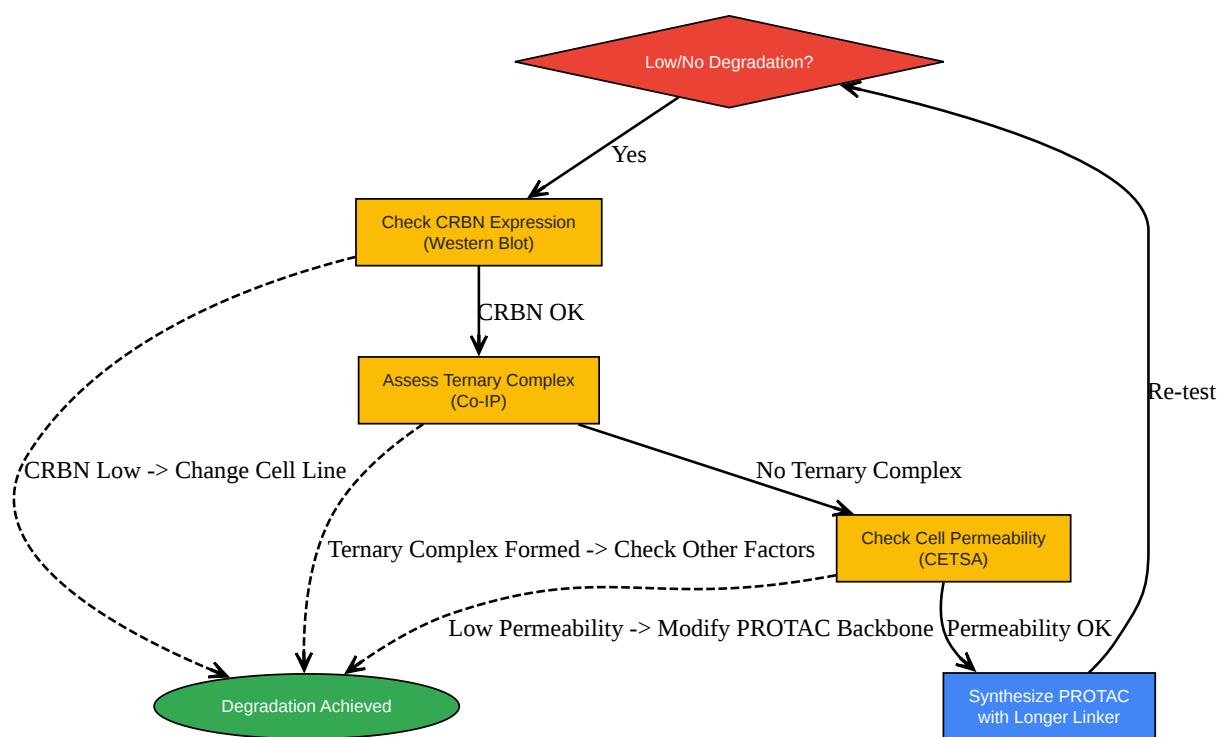 Low/No Degradation?
Yes
Check CRBN Expression
(Western Blot)
CRBN OK
Assess Ternary Complex
(Co-IP)
Re-test
CRBN Low -> Change Cell Line
No Ternary Complex
Check Cell Permeability
(CETSA)
Ternary Complex Formed -> Check Other Factors
Low Permeability -> Modify PROTAC Backbone
Permeability OK
Degradation Achieved
Synthesize PROTAC
with Longer Linker